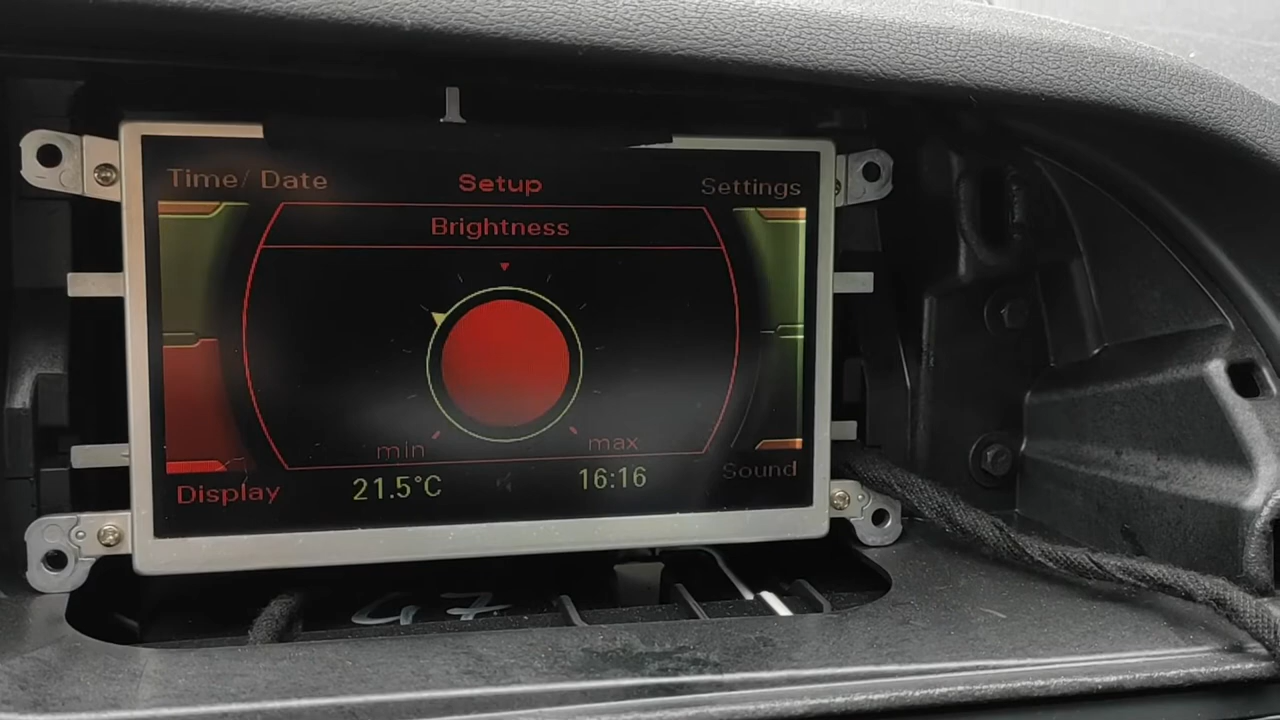 Time/ Date
Setup
Settings
Brightness
min
max
Display
21.5°C
16:16
Sound